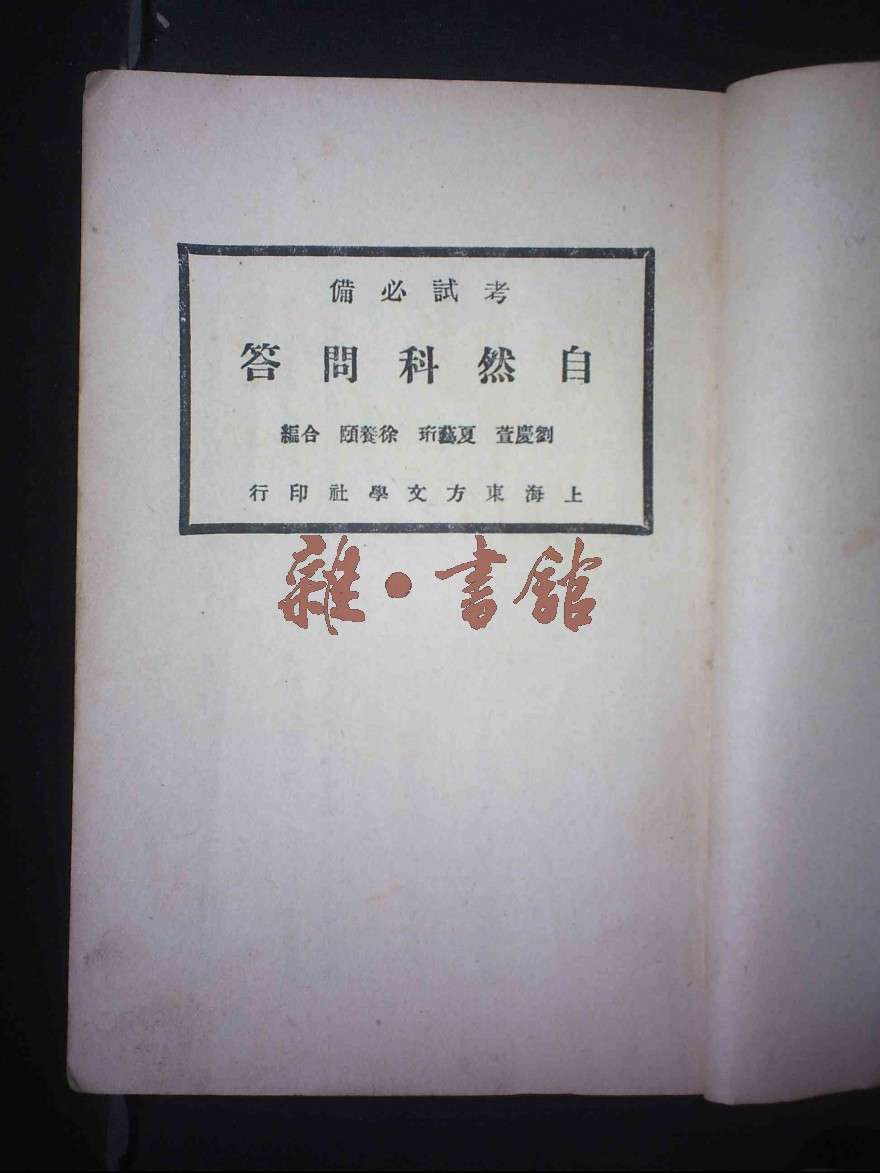 考試必備
自然科問答
劉慶萱 夏藝珩 徐養頤 合編
上海東方文學社印行
雜·書館